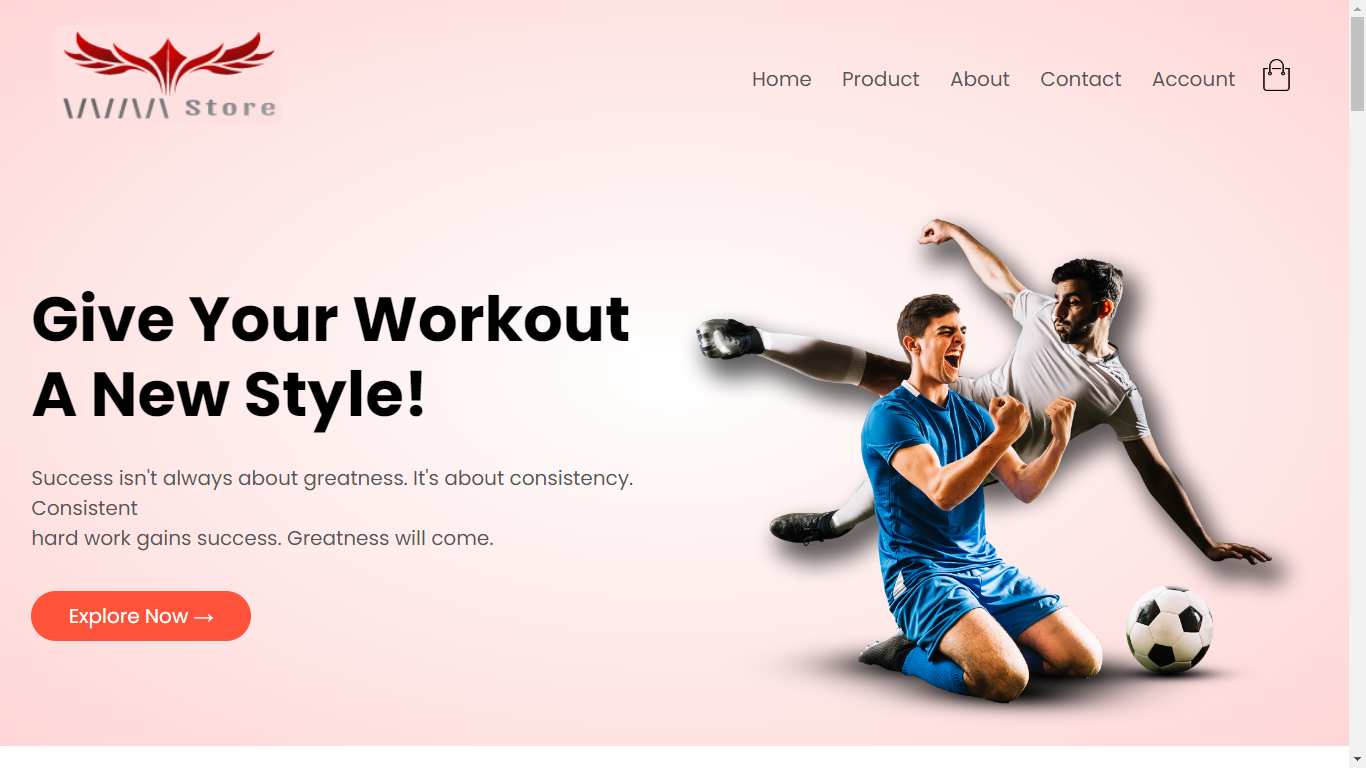 Store
Home Product About Contact Account
Give Your Workout
A New Style!
Success isn't always about greatness. It's about consistency.
Consistent
hard work gains success. Greatness will come.
Explore Now →